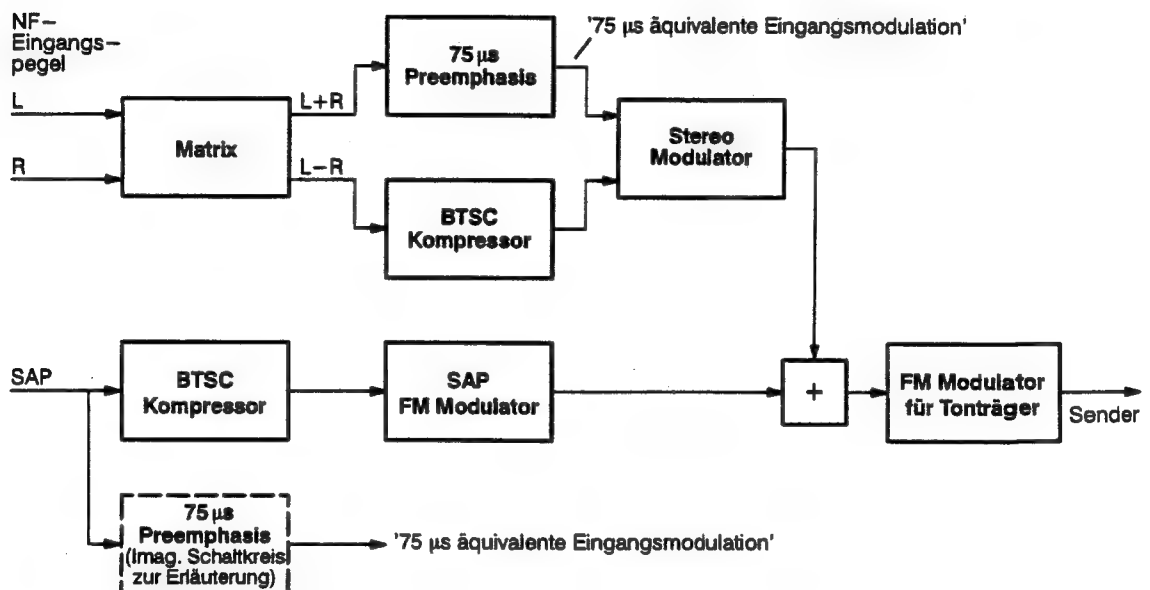 NF–
Eingangs–
pegel
L
R
Matrix
L+R
L–R
75 µs
Preemphasis
'75 µs äquivalente Eingangsmodulation'
BTSC
Kompressor
Stereo
Modulator
SAP
BTSC
Kompressor
SAP
FM Modulator
+
FM Modulator
für Tonträger
Sender
75 µs
Preemphasis
(Imag. Schaltkreis
zur Erläuterung)
'75 µs äquivalente Eingangsmodulation'